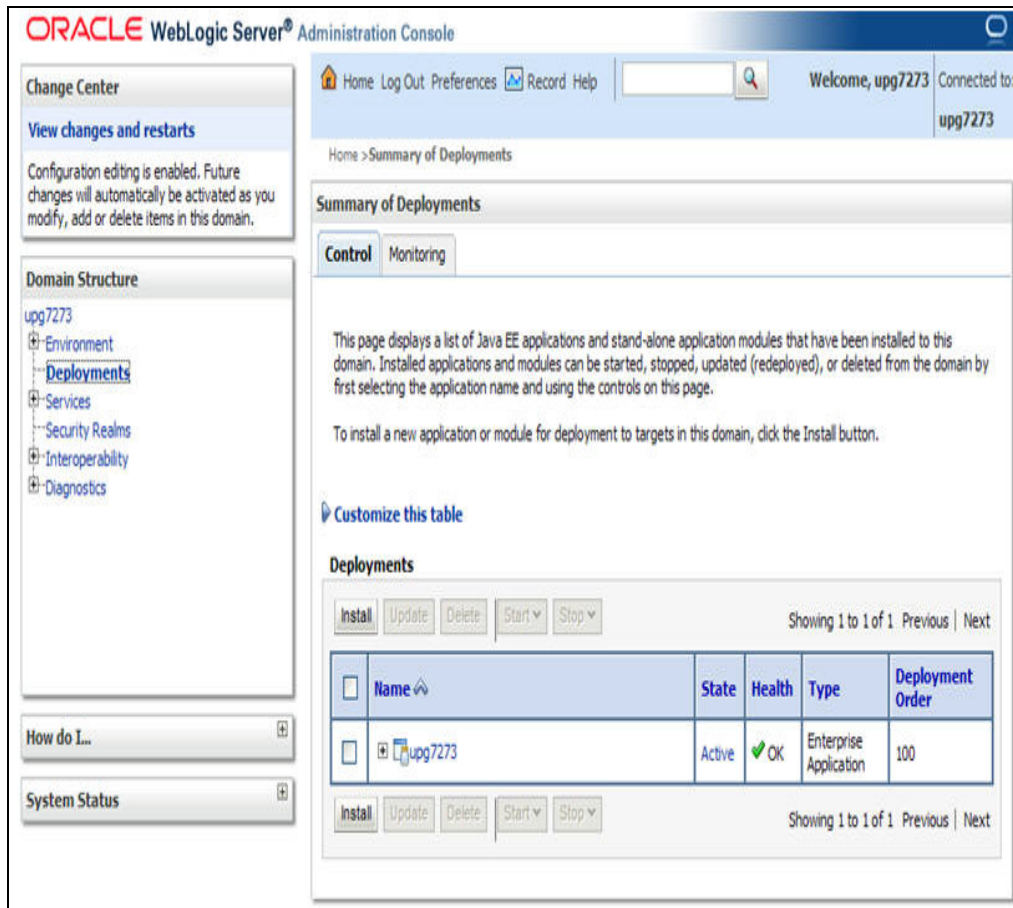 ORACLE WebLogic Server® Administration Console
Change Center
View changes and restarts
Configuration editing is enabled. Future
changes will automatically be activated as you
modify, add or delete items in this domain.
Domain Structure
upg7273
Environment
Deployments
Services
Security Realms
Interoperability
Diagnostics
How do I...
System Status
Home Log Out Preferences Record Help
Welcome, upg7273
Connected to:
upg7273
Home >Summary of Deployments
Summary of Deployments
Control Monitoring
This page displays a list of Java EE applications and stand-alone application modules that have been installed to this
domain. Installed applications and modules can be started, stopped, updated (redeployed), or deleted from the domain by
first selecting the application name and using the controls on this page.
To install a new application or module for deployment to targets in this domain, click the Install button.
Customize this table
Deployments
Install Update Delete Start Stop Showing 1 to 1 of 1 Previous | Next
Name State Health Type Deployment
Order
upg7273 Active OK Enterprise
Application 100
Install Update Delete Start Stop Showing 1 to 1 of 1 Previous | Next